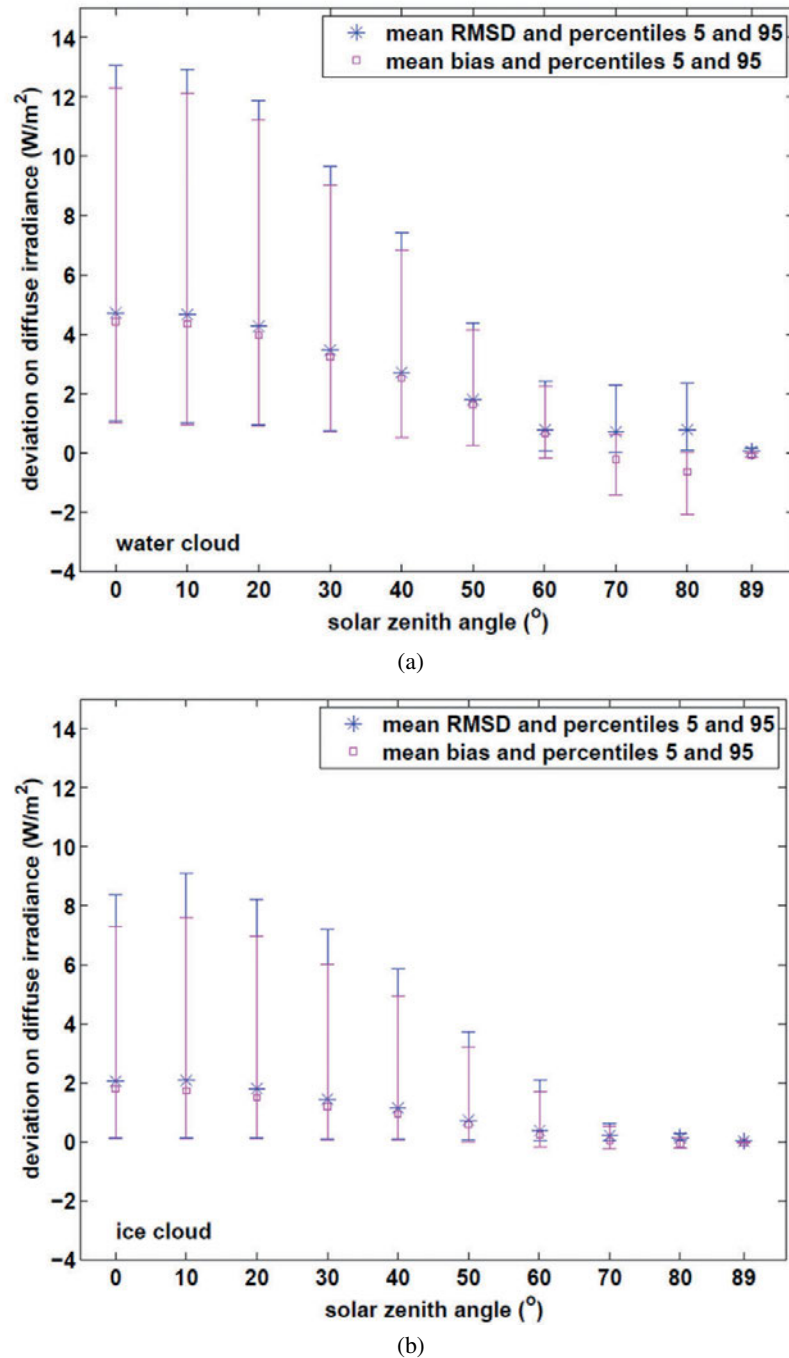 14
12
10
8
6
4
2
0
−2
−4
deviation on diffuse irradiance (W/m²)
mean RMSD and percentiles 5 and 95
mean bias and percentiles 5 and 95
water cloud
0 10 20 30 40 50 60 70 80 89
solar zenith angle (°)
(a)
14
12
10
8
6
4
2
0
−2
−4
deviation on diffuse irradiance (W/m²)
mean RMSD and percentiles 5 and 95
mean bias and percentiles 5 and 95
ice cloud
0 10 20 30 40 50 60 70 80 89
solar zenith angle (°)
(b)